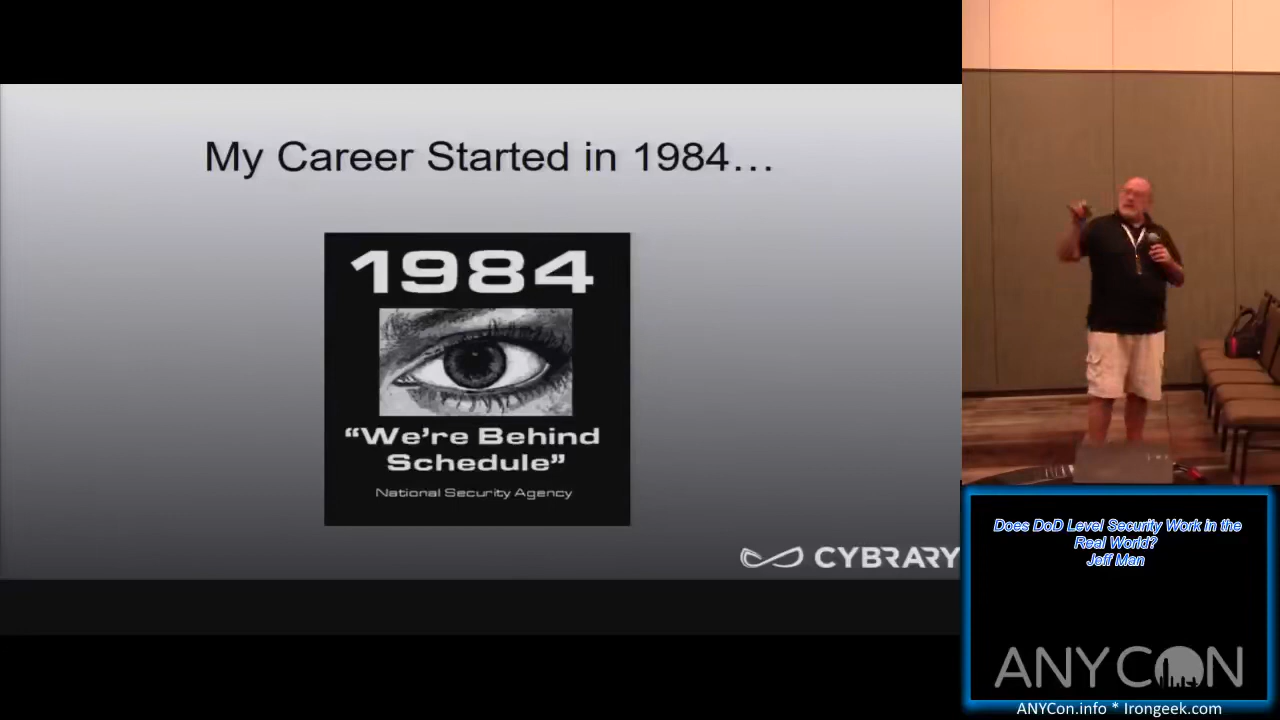 My Career Started in 1984…
1984
“We’re Behind
Schedule”
National Security Agency
CYBRARY
Does DoD Level Security Work in the
Real World?
Jeff Man
ANYCON
ANYCon.info * Irongeek.com